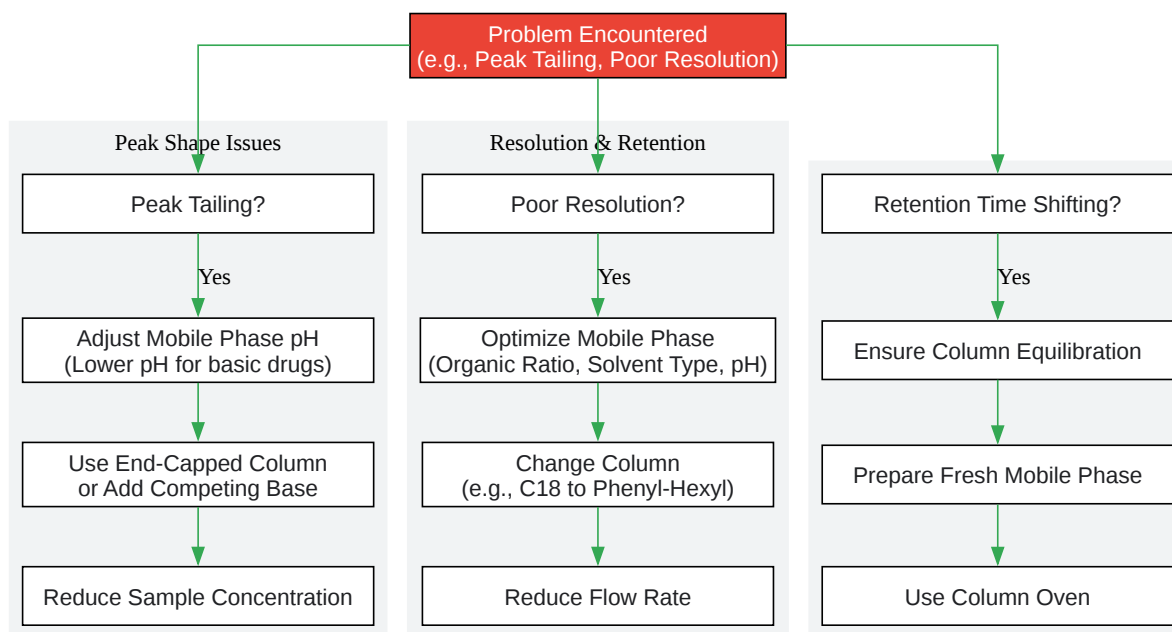 Problem Encountered
(e.g., Peak Tailing, Poor Resolution)
Peak Shape Issues
Peak Tailing?
Yes
Adjust Mobile Phase pH
(Lower pH for basic drugs)
Use End-Capped Column
or Add Competing Base
Reduce Sample Concentration
Resolution & Retention
Poor Resolution?
Yes
Optimize Mobile Phase
(Organic Ratio, Solvent Type, pH)
Change Column
(e.g., C18 to Phenyl-Hexyl)
Reduce Flow Rate
Retention Time Shifting?
Yes
Ensure Column Equilibration
Prepare Fresh Mobile Phase
Use Column Oven